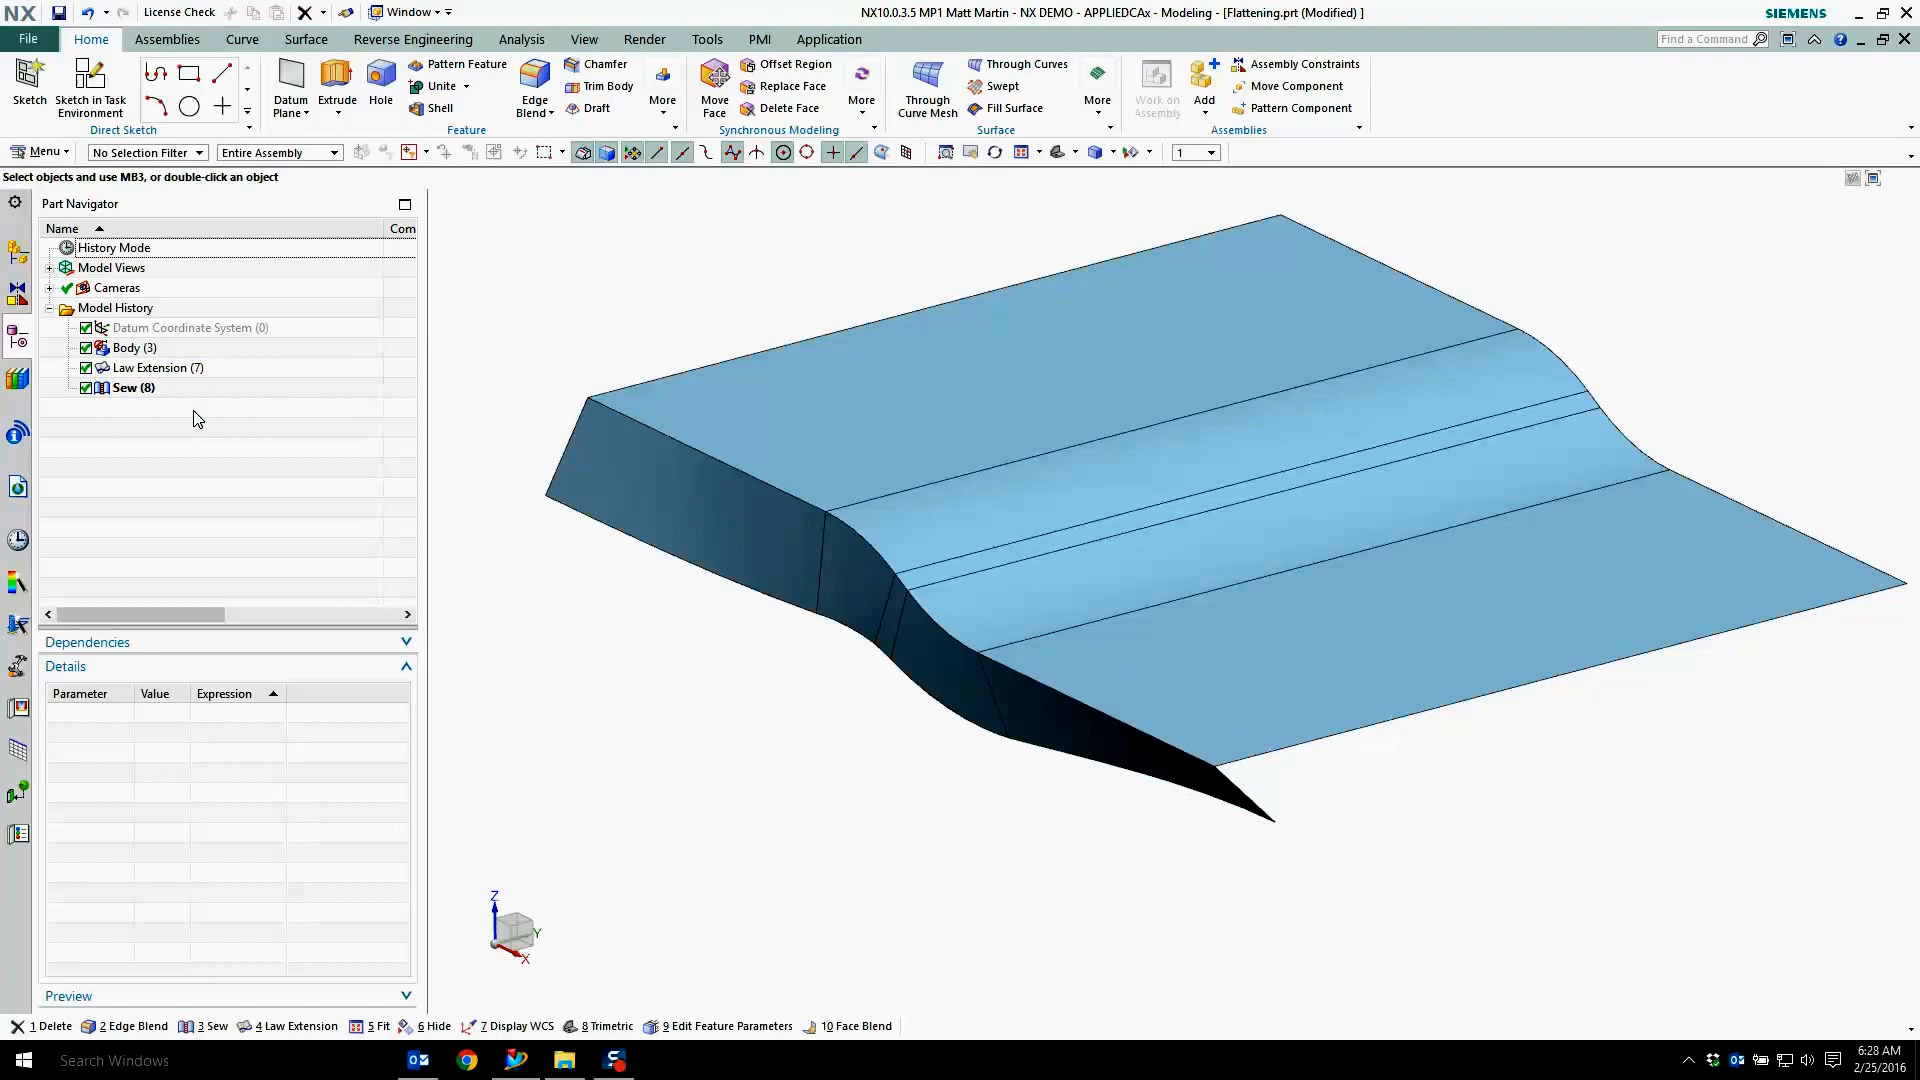 NX License Check Window NX10.0.3.5 MP1 Matt Martin - NX DEMO - APPLIEDCAx - Modeling - [Flattening.prt (Modified) ] SIEMENS
File Home Assemblies Curve Surface Reverse Engineering Analysis View Render Tools PMI Application Find a Command
Pattern Feature Chamfer Offset Region Through Curves Assembly Constraints
Unite Trim Body Replace Face Swept Move Component
Shell Draft Delete Face Fill Surface Pattern Component
Sketch Sketch in Task Environment Datum Plane Extrude Hole Edge Blend More Move Face More Through Curve Mesh More Work on Assembly Add
Direct Sketch Feature Synchronous Modeling Surface Assemblies
Menu No Selection Filter Entire Assembly 1
Select objects and use MB3, or double-click an object
Part Navigator
Name Com
History Mode
Model Views
Cameras
Model History
Datum Coordinate System (0)
Body (3)
Law Extension (7)
Sew (8)
Dependencies
Details
Parameter Value Expression
Preview
Z
Y
X
1 Delete 2 Edge Blend 3 Sew 4 Law Extension 5 Fit 6 Hide 7 Display WCS 8 Trimetric 9 Edit Feature Parameters 10 Face Blend
Search Windows 6:28 AM
2/25/2016